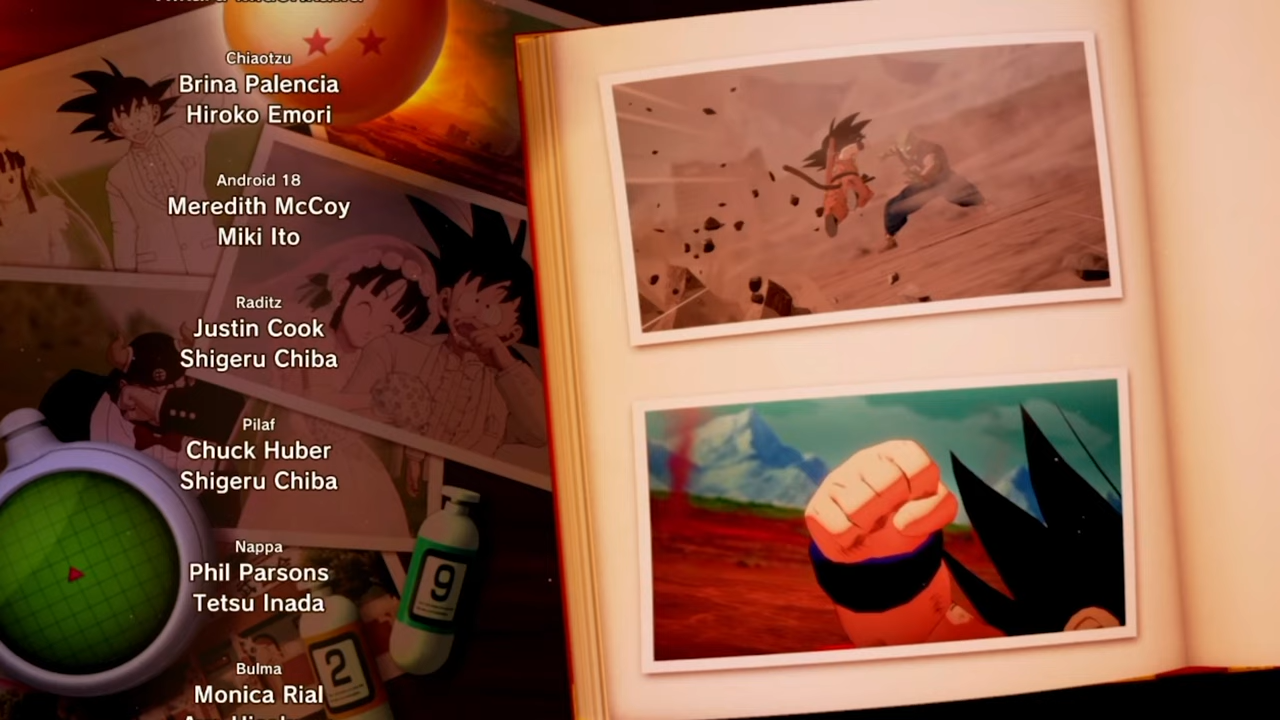 Chiaotzu
Brina Palencia
Hiroko Emori
Android 18
Meredith McCoy
Miki Ito
Raditz
Justin Cook
Shigeru Chiba
Pilaf
Chuck Huber
Shigeru Chiba
Nappa
Phil Parsons
Tetsu Inada
Bulma
Monica Rial
9
2